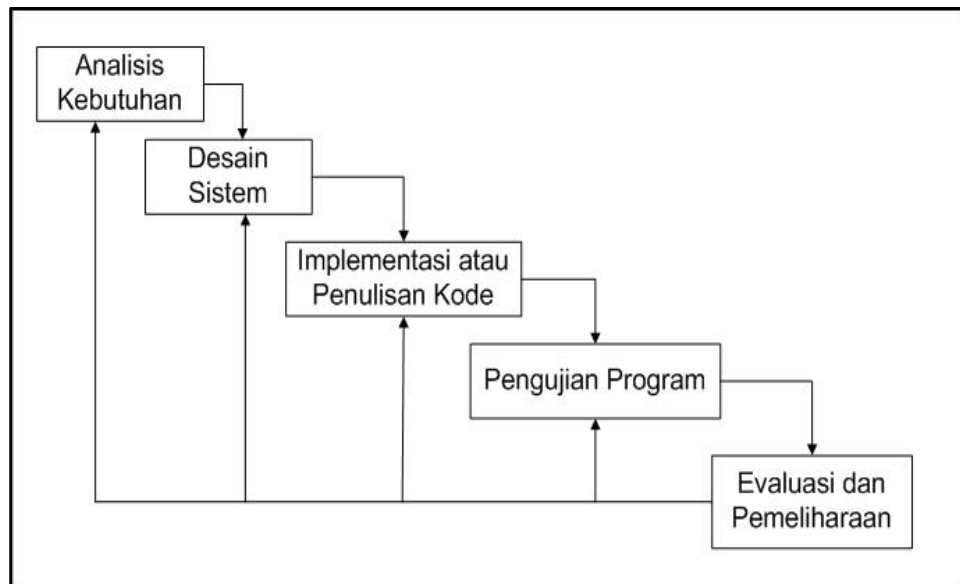 Analisis
Kebutuhan
Desain
Sistem
Implementasi atau
Penulisan Kode
Pengujian Program
Evaluasi dan
Pemeliharaan